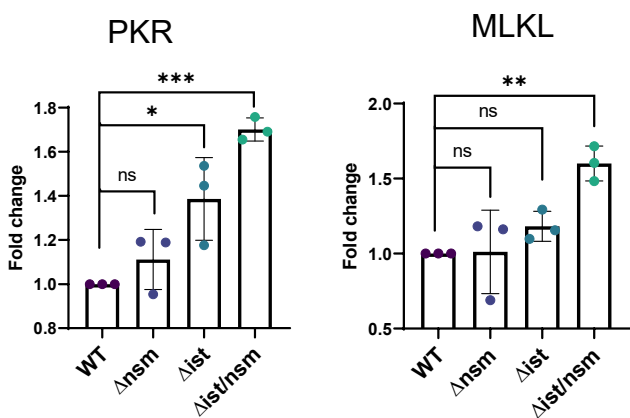 PKR
***
*
ns
Fold change
1.8
1.6
1.4
1.2
1.0
0.8
WT
Δnsm
Δist
Δist/nsm
MLKL
**
ns
ns
Fold change
2.0
1.5
1.0
0.5
WT
Δnsm
Δist
Δist/nsm